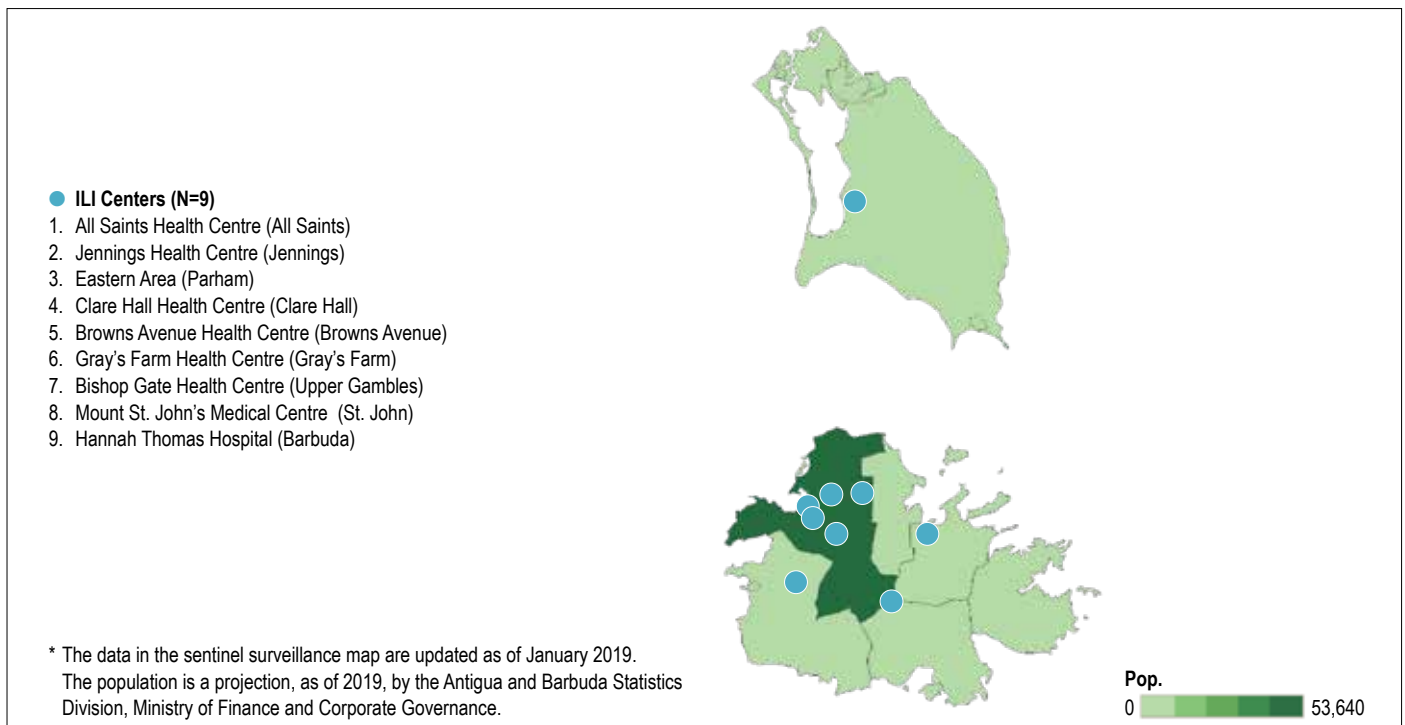 ILI Centers (N=9)
1. All Saints Health Centre (All Saints)
2. Jennings Health Centre (Jennings)
3. Eastern Area (Parham)
4. Clare Hall Health Centre (Clare Hall)
5. Browns Avenue Health Centre (Browns Avenue)
6. Gray’s Farm Health Centre (Gray’s Farm)
7. Bishop Gate Health Centre (Upper Gambles)
8. Mount St. John’s Medical Centre (St. John)
9. Hannah Thomas Hospital (Barbuda)
* The data in the sentinel surveillance map are updated as of January 2019.
The population is a projection, as of 2019, by the Antigua and Barbuda Statistics
Division, Ministry of Finance and Corporate Governance.
Pop.
0 53,640